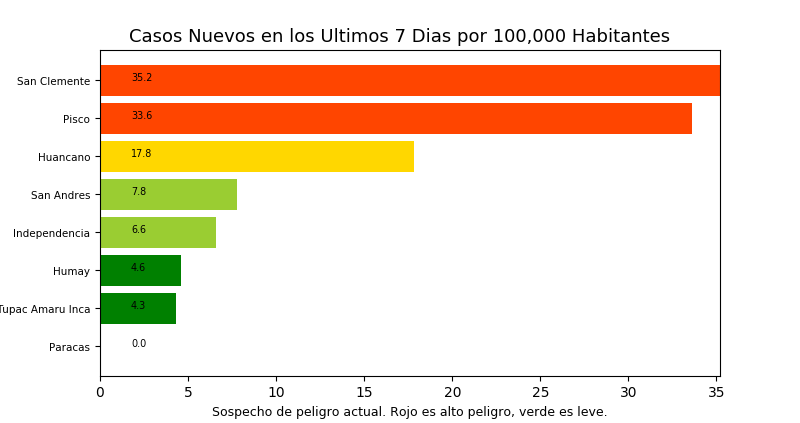 Casos Nuevos en los Ultimos 7 Dias por 100,000 Habitantes
San Clemente 35.2
Pisco 33.6
Huancano 17.8
San Andres 7.8
Independencia 6.6
Humay 4.6
Tupac Amaru Inca 4.3
Paracas 0.0
0 5 10 15 20 25 30 35
Sospecho de peligro actual. Rojo es alto peligro, verde es leve.